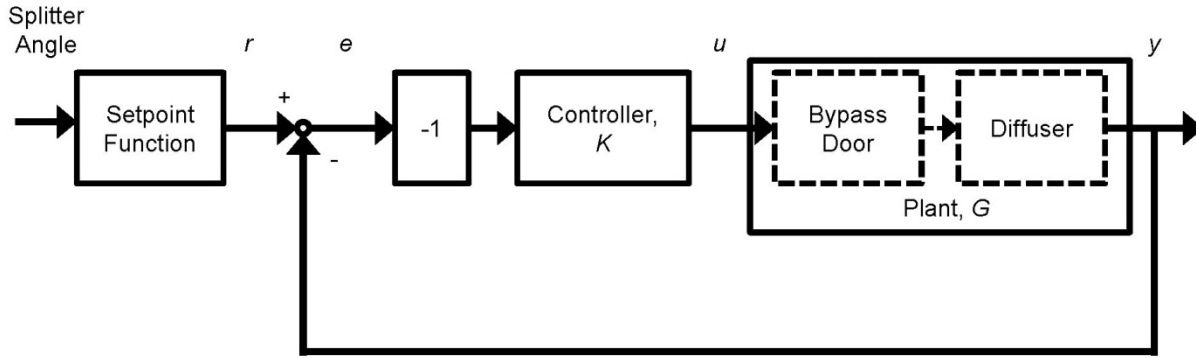 Splitter
Angle
r
e
u
y
+
-
Setpoint
Function
-1
Controller,
K
Bypass
Door
Diffuser
Plant, G